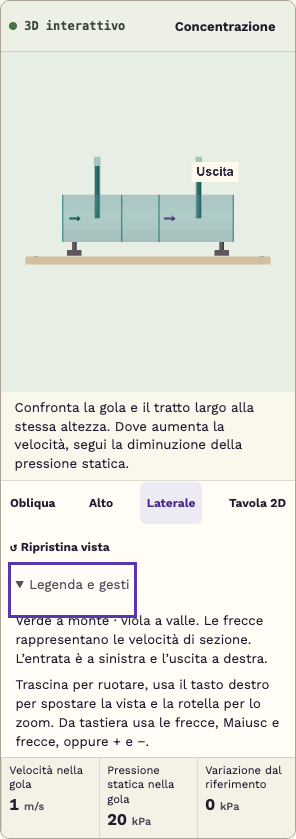 3D interattivo
Concentrazione
Uscita
Confronta la gola e il tratto largo alla
stessa altezza. Dove aumenta la
velocità, segui la diminuzione della
pressione statica.
Obliqua Alto Laterale Tavola 2D
↺ Ripristina vista
▼ Legenda e gesti
Verde a monte · viola a valle. Le frecce
rappresentano le velocità di sezione.
L'entrata è a sinistra e l'uscita a destra.
Trascina per ruotare, usa il tasto destro
per spostare la vista e la rotella per lo
zoom. Da tastiera usa le frecce, Maiusc e
frecce, oppure + e −.
Velocità nella
gola
1 m/s
Pressione
statica nella
gola
20 kPa
Variazione dal
riferimento
0 kPa